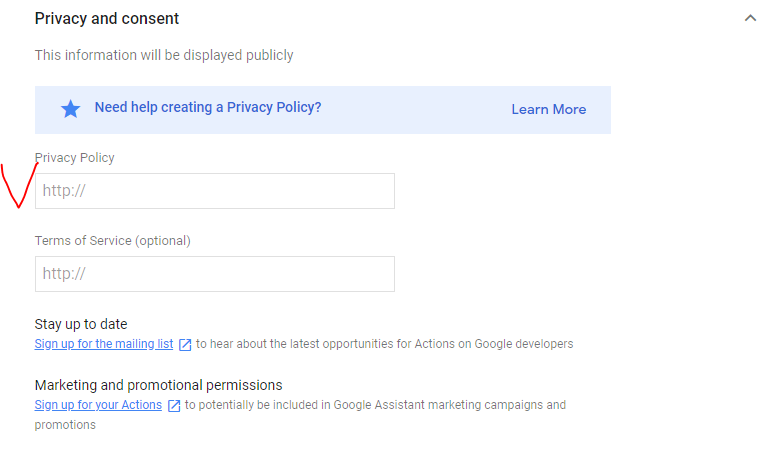 Privacy and consent
This information will be displayed publicly
Need help creating a Privacy Policy? Learn More
Privacy Policy
http://
Terms of Service (optional)
http://
Stay up to date
Sign up for the mailing list to hear about the latest opportunities for Actions on Google developers
Marketing and promotional permissions
Sign up for your Actions to potentially be included in Google Assistant marketing campaigns and
promotions